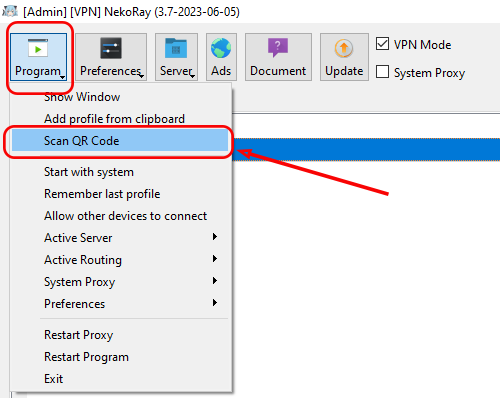 [Admin] [VPN] NekoRay (3.7-2023-06-05)
Program
Preferences
Server
Ads
Document
Update
VPN Mode
System Proxy
Show Window
Add profile from clipboard
Scan QR Code
Start with system
Remember last profile
Allow other devices to connect
Active Server
Active Routing
System Proxy
Preferences
Restart Proxy
Restart Program
Exit